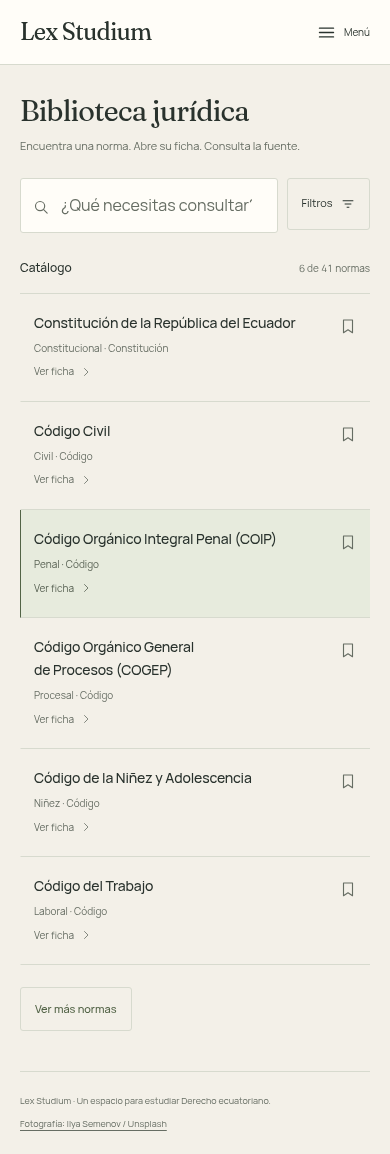 Lex Studium
Menú
Biblioteca jurídica
Encuentra una norma. Abre su ficha. Consulta la fuente.
¿Qué necesitas consultar
Filtros
Catálogo
6 de 41 normas
Constitución de la República del Ecuador
Constitucional · Constitución
Ver ficha
Código Civil
Civil · Código
Ver ficha
Código Orgánico Integral Penal (COIP)
Penal · Código
Ver ficha
Código Orgánico General
de Procesos (COGEP)
Procesal · Código
Ver ficha
Código de la Niñez y Adolescencia
Niñez · Código
Ver ficha
Código del Trabajo
Laboral · Código
Ver ficha
Ver más normas
Lex Studium · Un espacio para estudiar Derecho ecuatoriano.
Fotografía: Ilya Semenov / Unsplash